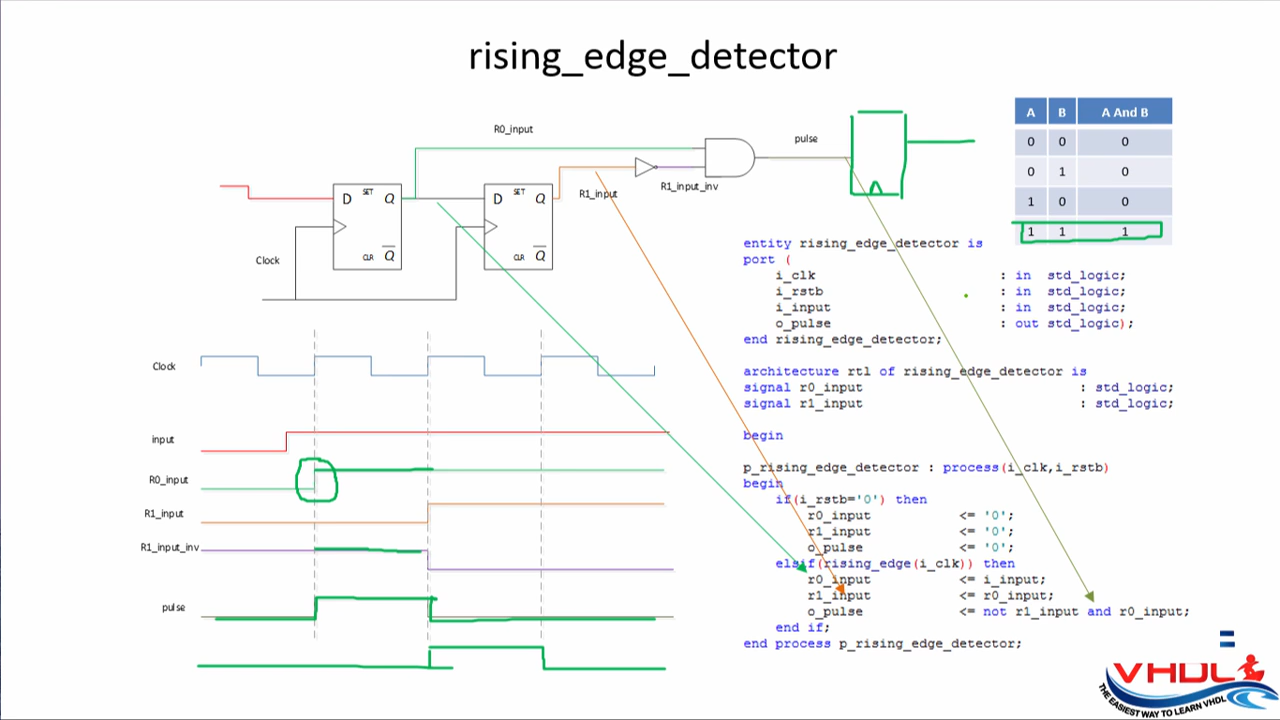 rising_edge_detector
R0_input
D SET Q
CLR Q
D SET Q
CLR Q
Clock
R1_input
R1_input_inv
pulse
A B A And B
0 0 0
0 1 0
1 0 0
1 1 1
Clock
input
R0_input
R1_input
R1_input_inv
pulse
entity rising_edge_detector is
port (
i_clk : in std_logic;
i_rstb : in std_logic;
i_input : in std_logic;
o_pulse : out std_logic);
end rising_edge_detector;
architecture rtl of rising_edge_detector is
signal r0_input : std_logic;
signal r1_input : std_logic;
begin
p_rising_edge_detector : process(i_clk,i_rstb)
begin
if(i_rstb='0') then
r0_input <= '0';
r1_input <= '0';
o_pulse <= '0';
elsif(rising_edge(i_clk)) then
r0_input <= i_input;
r1_input <= r0_input;
o_pulse <= not r1_input and r0_input;
end if;
end process p_rising_edge_detector;
VHDL
THE EASIEST WAY TO LEARN VHDL